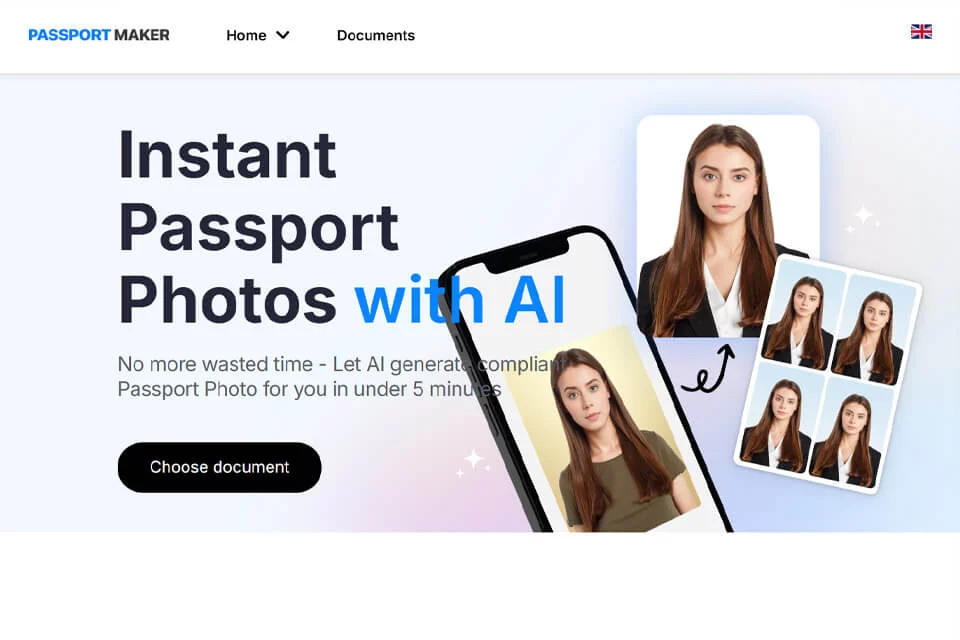 PASSPORT MAKER
Home
Documents
Instant
Passport
Photos with AI
No more wasted time - Let AI generate compliant
Passport Photo for you in under 5 minutes
Choose document